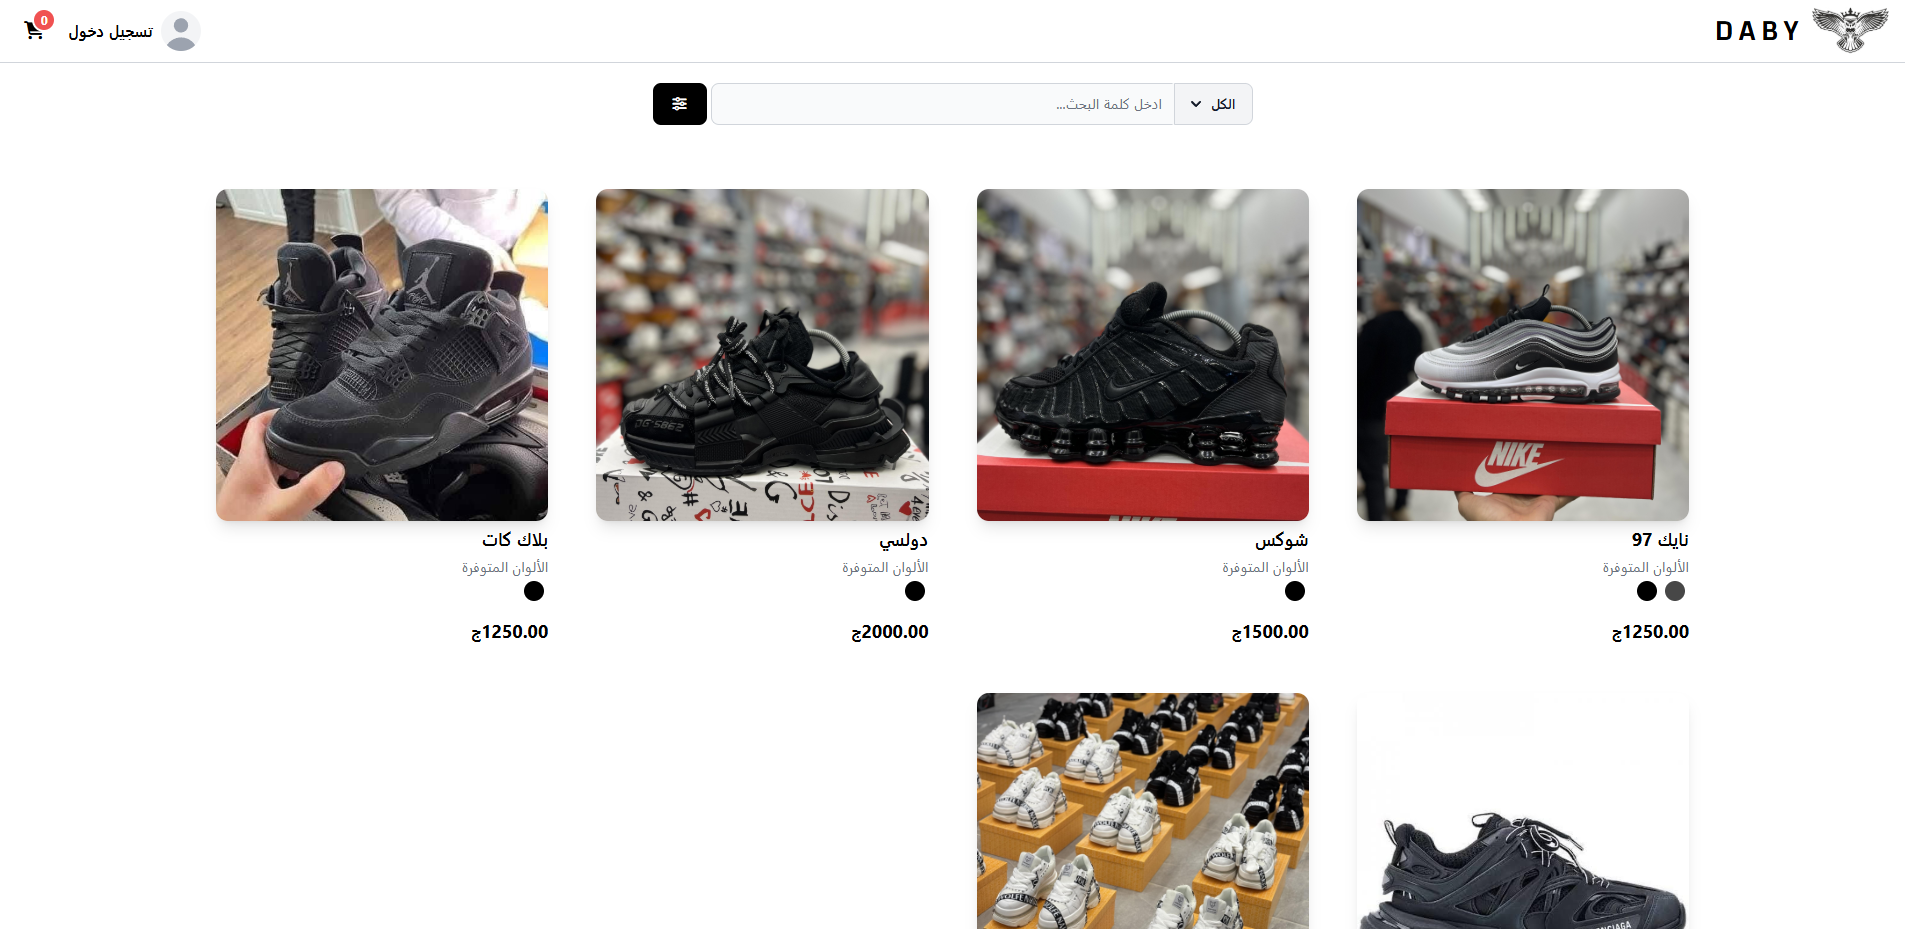 DABY
تسجيل دخول
0
الكل
ادخل كلمة البحث...
NIKE
نايك 97
الألوان المتوفرة
1250.00ج
شوكس
الألوان المتوفرة
1500.00ج
DG-5862
دولسي
الألوان المتوفرة
2000.00ج
بلاك كات
الألوان المتوفرة
1250.00ج